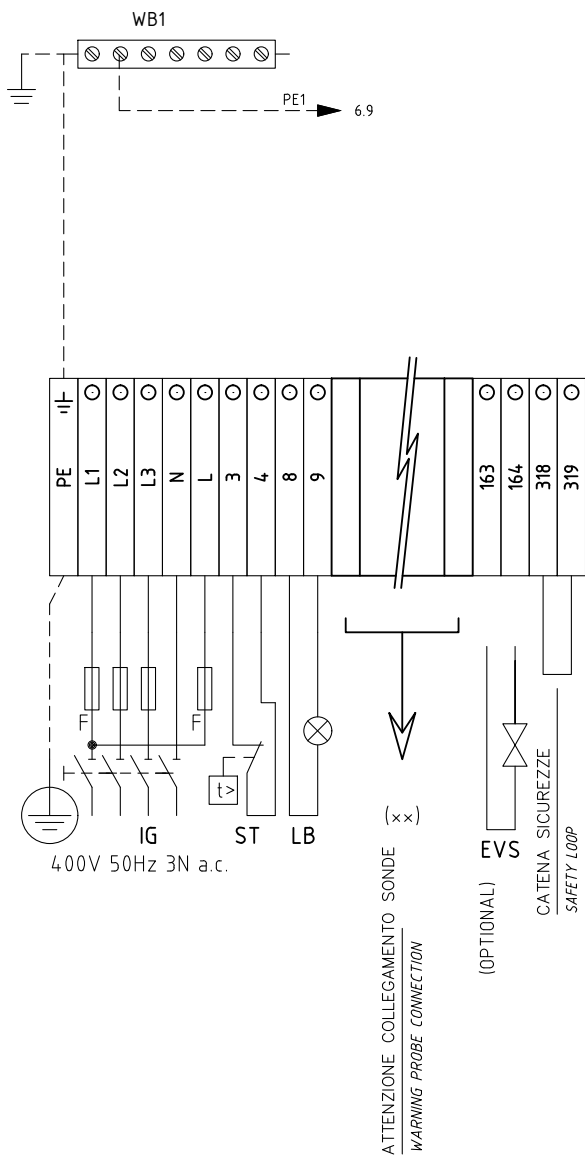 WB1
PE1
6.9
PE
L1
L2
L3
N
L
3
4
8
9
163
164
318
319
F
F
t>
IG
ST
LB
400V 50Hz 3N a.c.
(xx)
ATTENZIONE COLLEGAMENTO SONDE
WARNING PROBE CONNECTION
EVS
(OPTIONAL)
CATENA SICUREZZE
SAFETY LOOP